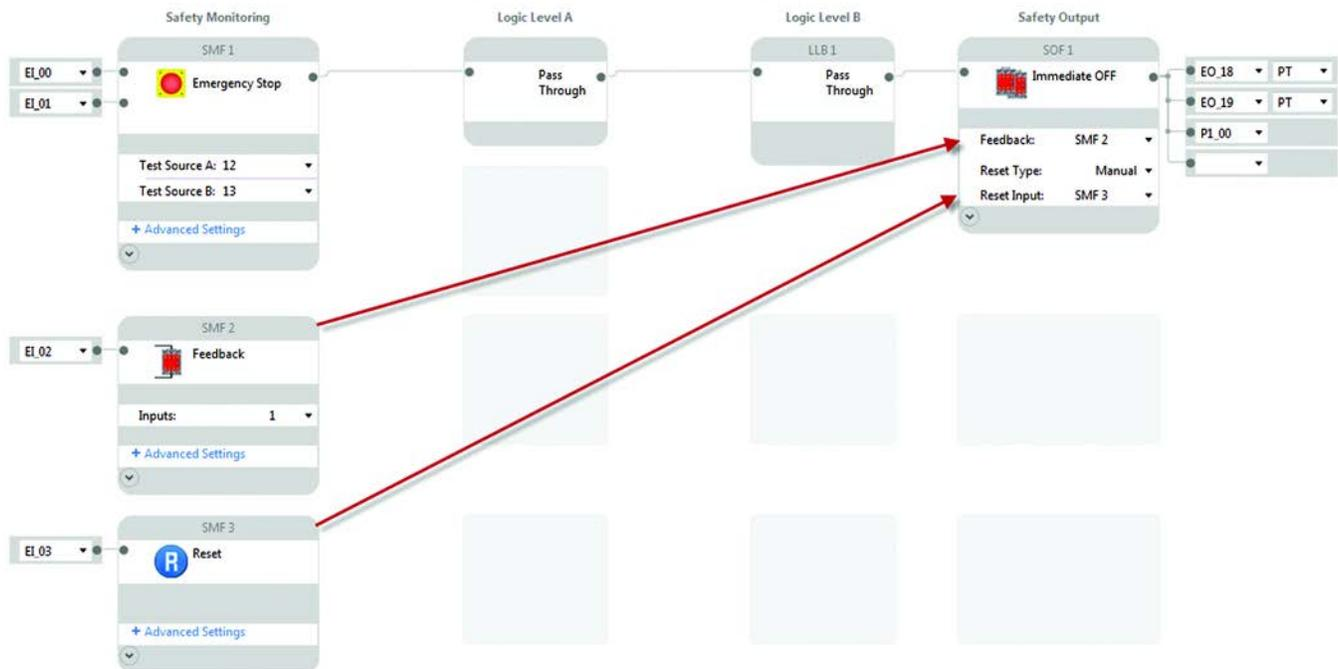 Safety Monitoring
Logic Level A
Logic Level B
Safety Output
SMF 1
EI_00
EI_01
Emergency Stop
Test Source A: 12
Test Source B: 13
+ Advanced Settings
Pass
Through
LLB 1
Pass
Through
SOF 1
Immediate OFF
Feedback: SMF 2
Reset Type: Manual
Reset Input: SMF 3
EO_18 PT
EO_19 PT
P1_00
SMF 2
EI_02
Feedback
Inputs: 1
+ Advanced Settings
SMF 3
EI_03
R
Reset
+ Advanced Settings